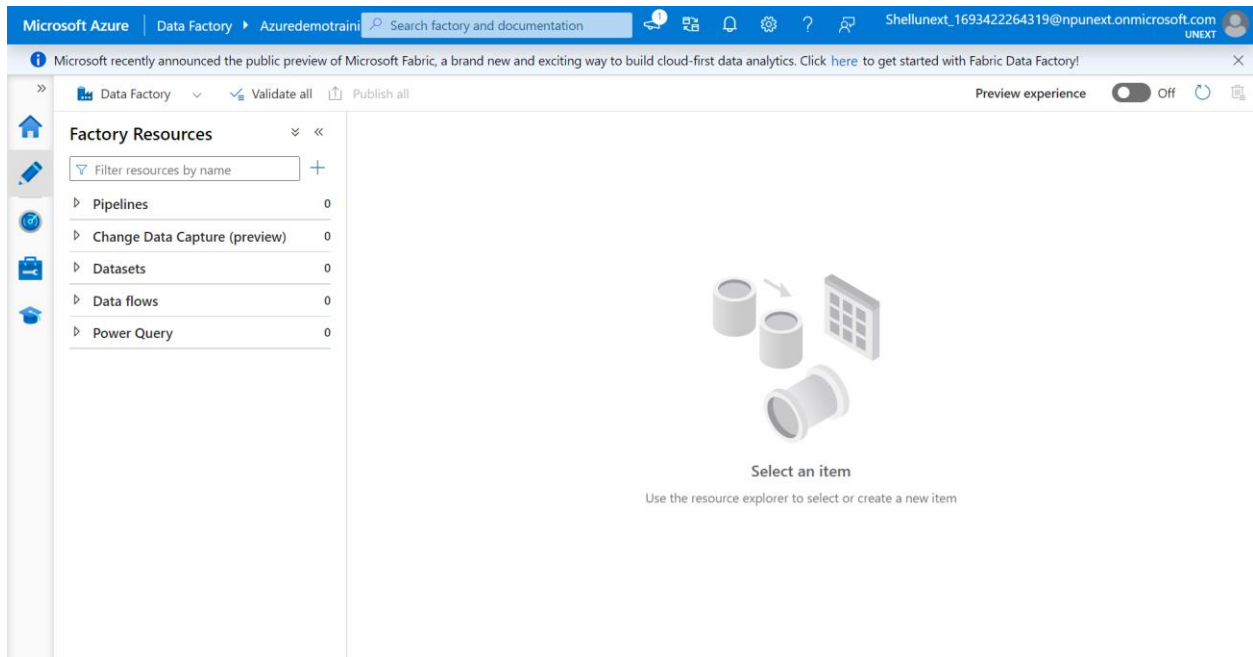 Microsoft Azure | Data Factory ▸ Azuredemotraini Search factory and documentation 1 Shellunext_1693422264319@npunext.onmicrosoft.com
UNEXT
Microsoft recently announced the public preview of Microsoft Fabric, a brand new and exciting way to build cloud-first data analytics. Click here to get started with Fabric Data Factory!
Data Factory Validate all Publish all Preview experience Off
Factory Resources
Filter resources by name
Pipelines 0
Change Data Capture (preview) 0
Datasets 0
Data flows 0
Power Query 0
Select an item
Use the resource explorer to select or create a new item